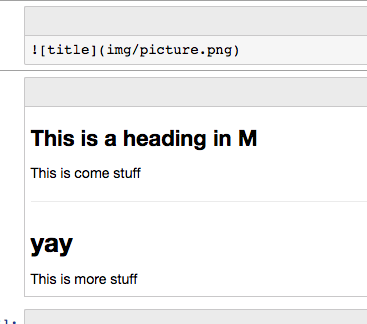 ![title](img/picture.png)
This is a heading in M
This is come stuff
yay
This is more stuff
]: